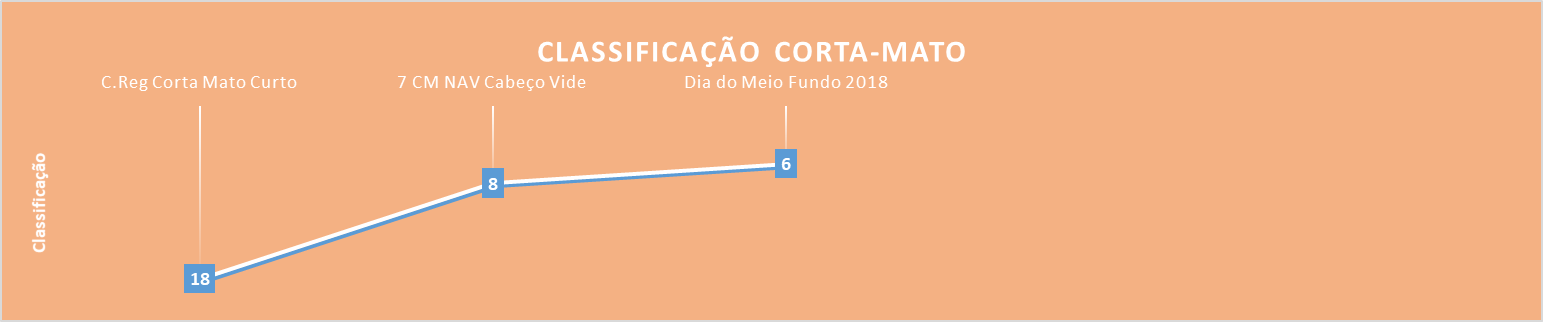 CLASSIFICAÇÃO CORTA-MATO
C.Reg Corta Mato Curto
7 CM NAV Cabeço Vide
Dia do Meio Fundo 2018
Classificação
18
8
6